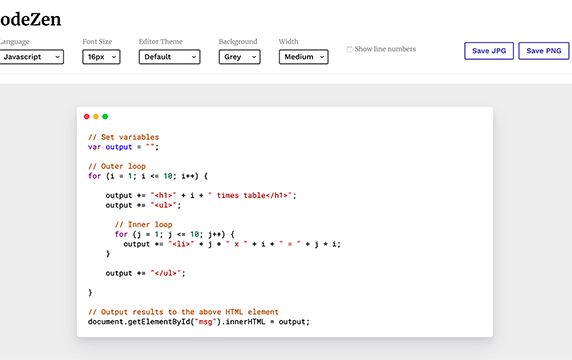 odeZen
Language Font Size Editor Theme Background Width
Javascript 16px Default Grey Medium Show line numbers Save JPG Save PNG
// Set variables
var output = "";
// Outer loop
for (i = 1; i <= 10; i++) {
output += "<h1>" + i + " times table</h1>";
output += "<ul>";
// Inner loop
for (j = 1; j <= 10; j++) {
output += "<li>" + j + " x " + i + " = " + j * i;
}
output += "</ul>";
}
// Output results to the above HTML element
document.getElementById("msg").innerHTML = output;